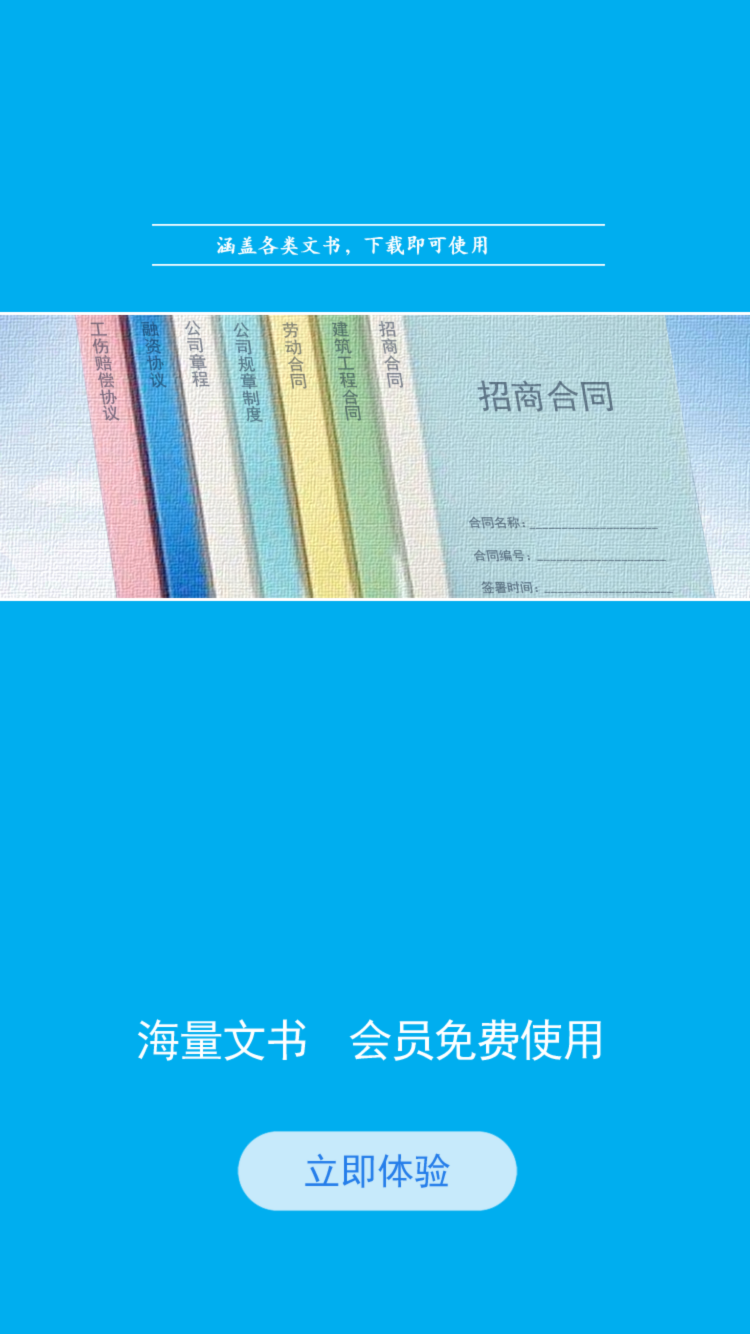 涵盖各类文书，下载即可使用
工伤赔偿协议
融资协议
公司章程
公司规章制度
劳动合同
建筑工程合同
招商合同
招商合同
合同名称：
合同编号：
签署时间：
海量文书　会员免费使用
立即体验